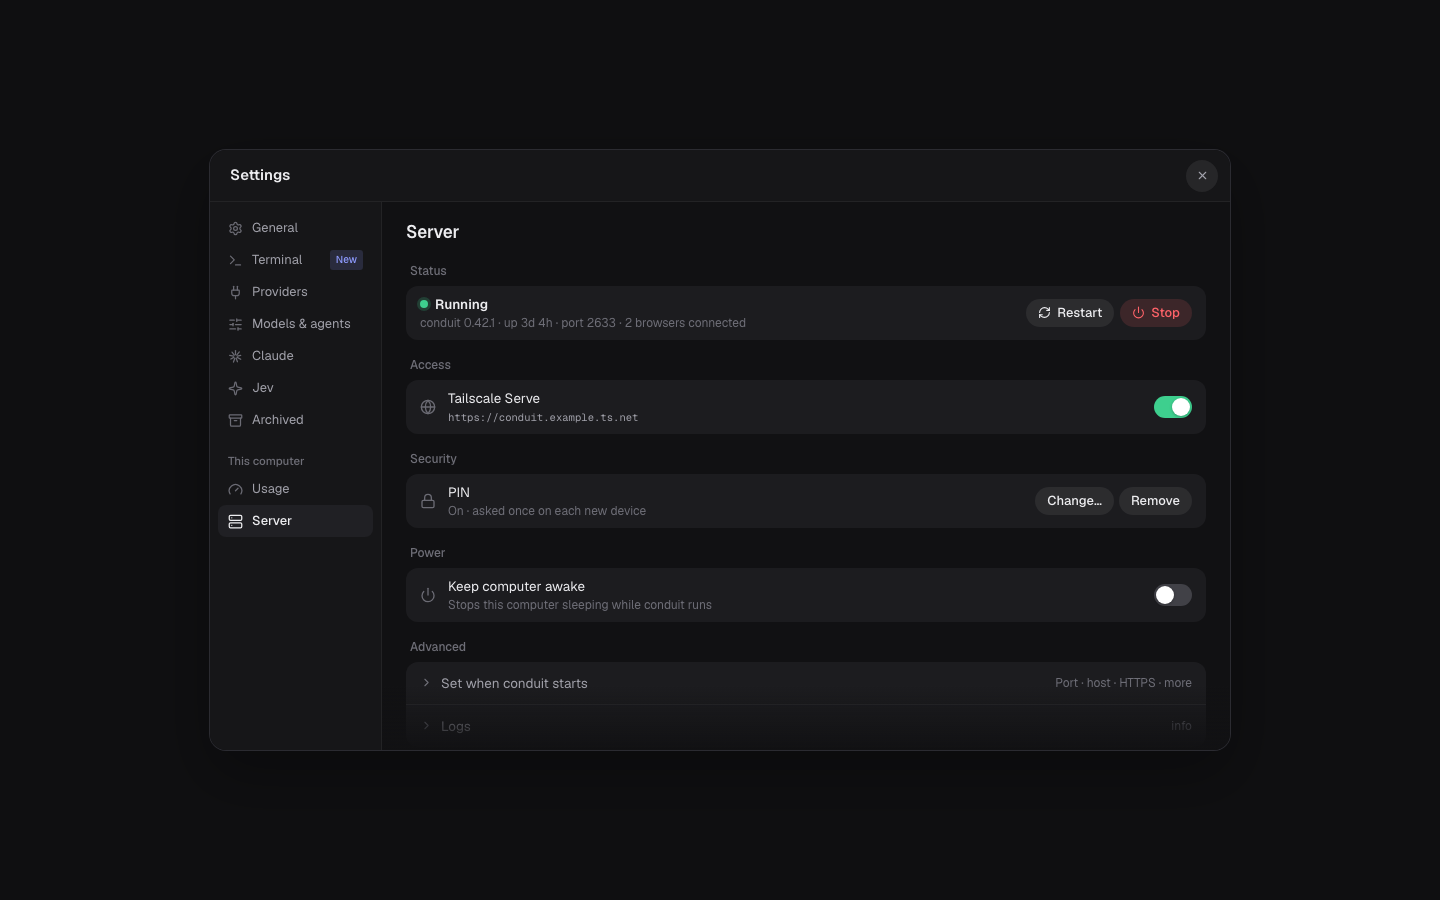 Settings
General
Terminal New
Providers
Models & agents
Claude
Jev
Archived
This computer
Usage
Server
Server
Status
Running
conduit 0.42.1 · up 3d 4h · port 2633 · 2 browsers connected
Restart
Stop
Access
Tailscale Serve
https://conduit.example.ts.net
Security
PIN
On · asked once on each new device
Change...
Remove
Power
Keep computer awake
Stops this computer sleeping while conduit runs
Advanced
Set when conduit starts
Port · host · HTTPS · more
Logs
info